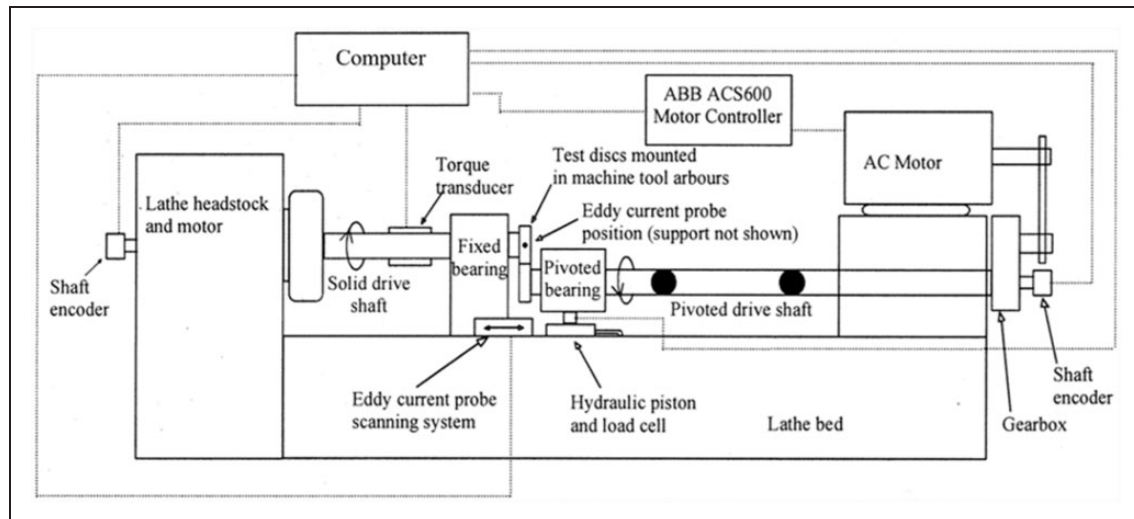 Computer
ABB ACS600
Motor Controller
AC Motor
Test discs mounted
in machine tool arbours
Torque
transducer
Eddy current probe
position (support not shown)
Lathe headstock
and motor
Fixed
bearing
Pivoted
bearing
Solid drive
shaft
Shaft
encoder
Pivoted drive shaft
Eddy current probe
scanning system
Hydraulic piston
and load cell
Lathe bed
Shaft
encoder
Gearbox